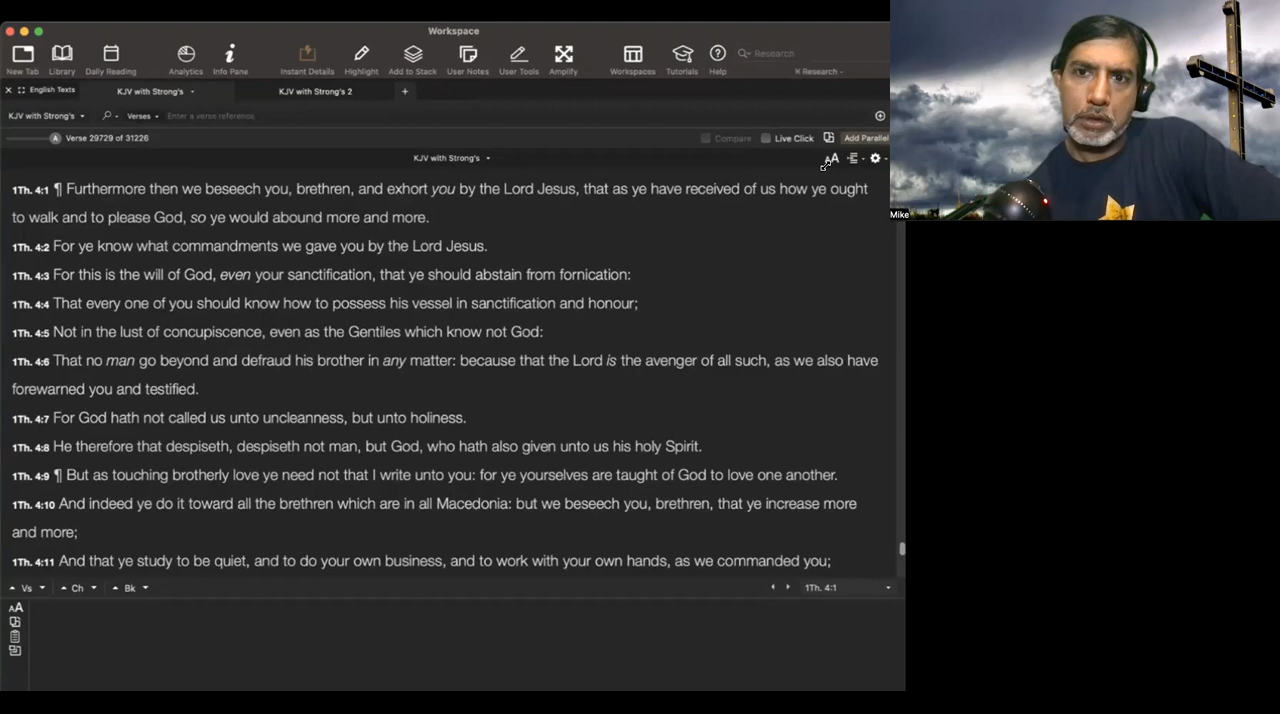 Workspace
New Tab Library Daily Reading Analytics Info Pane Instant Details Highlight Add to Stack User Notes User Tools Amplify Workspaces Tutorials Help Research
Research
English Texts KJV with Strong's KJV with Strong's 2 +
KJV with Strong's Verses Enter a verse reference
A Verse 29729 of 31226 Compare Live Click Add Parallel
KJV with Strong's AA
1Th. 4:1 ¶ Furthermore then we beseech you, brethren, and exhort you by the Lord Jesus, that as ye have received of us how ye ought
to walk and to please God, so ye would abound more and more.
1Th. 4:2 For ye know what commandments we gave you by the Lord Jesus.
1Th. 4:3 For this is the will of God, even your sanctification, that ye should abstain from fornication:
1Th. 4:4 That every one of you should know how to possess his vessel in sanctification and honour;
1Th. 4:5 Not in the lust of concupiscence, even as the Gentiles which know not God:
1Th. 4:6 That no man go beyond and defraud his brother in any matter: because that the Lord is the avenger of all such, as we also have
forewarned you and testified.
1Th. 4:7 For God hath not called us unto uncleanness, but unto holiness.
1Th. 4:8 He therefore that despiseth, despiseth not man, but God, who hath also given unto us his holy Spirit.
1Th. 4:9 ¶ But as touching brotherly love ye need not that I write unto you: for ye yourselves are taught of God to love one another.
1Th. 4:10 And indeed ye do it toward all the brethren which are in all Macedonia: but we beseech you, brethren, that ye increase more
and more;
1Th. 4:11 And that ye study to be quiet, and to do your own business, and to work with your own hands, as we commanded you;
Vs Ch Bk 1Th. 4:1
AA
Mike